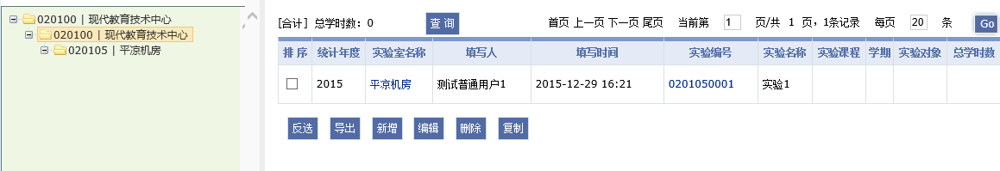 020100 | 现代教育技术中心
020100 | 现代教育技术中心
020105 | 平凉机房
[合计] 总学时数: 0 查 询 首页 上一页 下一页 尾页 当前第 1 页/共 1 页，1条记录 每页 20 条 Go
排 序 统计年度 实验室名称 填写人 填写时间 实验编号 实验名称 实验课程 学期 实验对象 总学时数
2015 平凉机房 测试普通用户1 2015-12-29 16:21 0201050001 实验1
反选 导出 新增 编辑 删除 复制